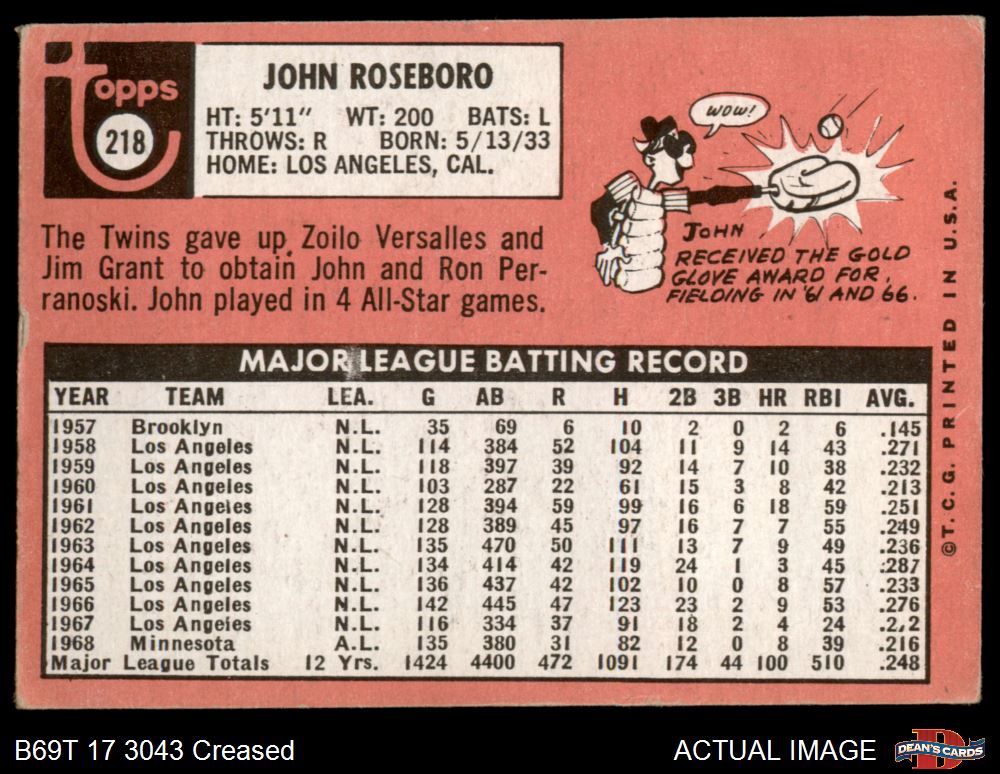 topps
218
JOHN ROSEBORO
HT: 5'11" WT: 200 BATS: L
THROWS: R BORN: 5/13/33
HOME: LOS ANGELES, CAL.
The Twins gave up Zoilo Versalles and
Jim Grant to obtain John and Ron Per-
ranoski. John played in 4 All-Star games.
WOW!
JOHN
RECEIVED THE GOLD
GLOVE AWARD FOR
FIELDING IN '61 AND 66.
MAJOR LEAGUE BATTING RECORD
YEAR TEAM LEA. G AB R H 2B 3B HR RBI AVG.
1957 Brooklyn N.L. 35 69 6 10 2 0 2 6 .145
1958 Los Angeles N.L. 114 384 52 104 11 9 14 43 .271
1959 Los Angeles N.L. 118 397 39 92 14 7 10 38 .232
1960 Los Angeles N.L. 103 287 22 61 15 3 8 42 .213
1961 Los Angeles N.L. 128 394 59 99 16 6 18 59 .251
1962 Los Angeles N.L. 128 389 45 97 16 7 7 55 .249
1963 Los Angeles N.L. 135 470 50 111 13 7 9 49 .236
1964 Los Angeles N.L. 134 414 42 119 24 1 3 45 .287
1965 Los Angeles N.L. 136 437 42 102 10 0 8 57 .233
1966 Los Angeles N.L. 142 445 47 123 23 2 9 53 .276
1967 Los Angeles N.L. 116 334 37 91 18 2 4 24
1968 Minnesota A.L. 135 380 31 82 12 0 8 39 .216
Major League Totals 12 Yrs. 1424 4400 472 1091 174 44 100 510 .248
©T.C.G. PRINTED IN U.S.A.
B69T 17 3043 Creased
ACTUAL IMAGE
DEAN'S CARDS